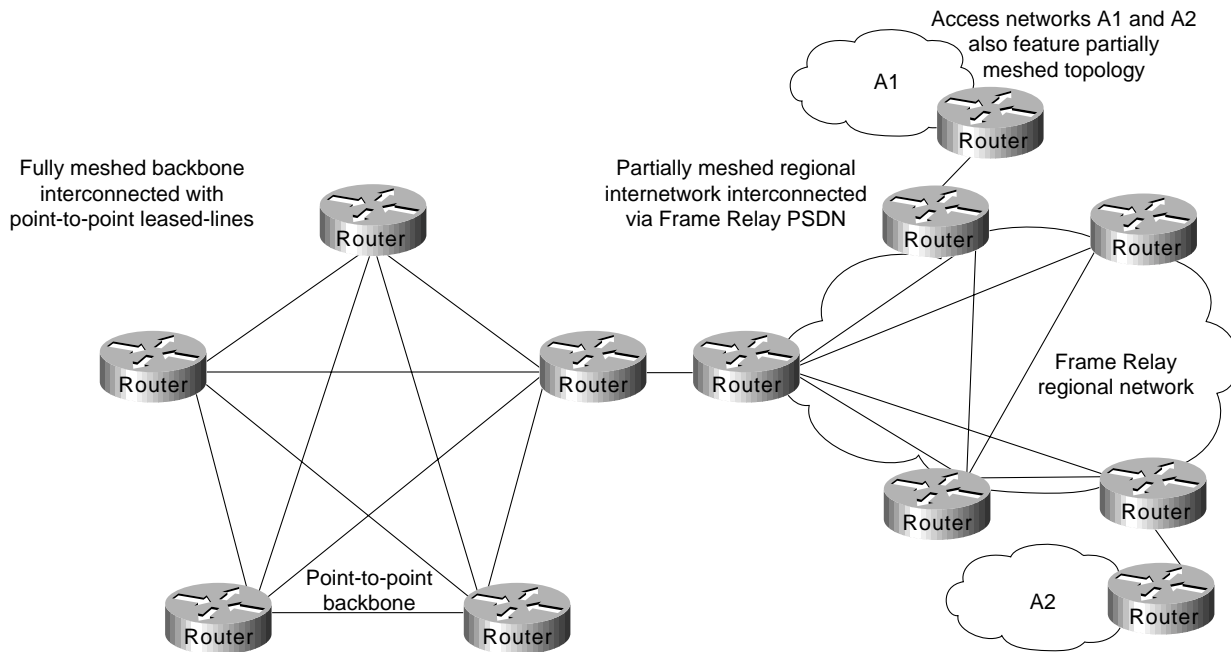 Access networks A1 and A2
also feature partially
meshed topology
A1
Router
Fully meshed backbone
interconnected with
point-to-point leased-lines
Partially meshed regional
internetwork interconnected
via Frame Relay PSDN
Router
Router
Router
Router
Router
Router
Frame Relay
regional network
Router
Router
Point-to-point
backbone
Router
Router
A2
Router